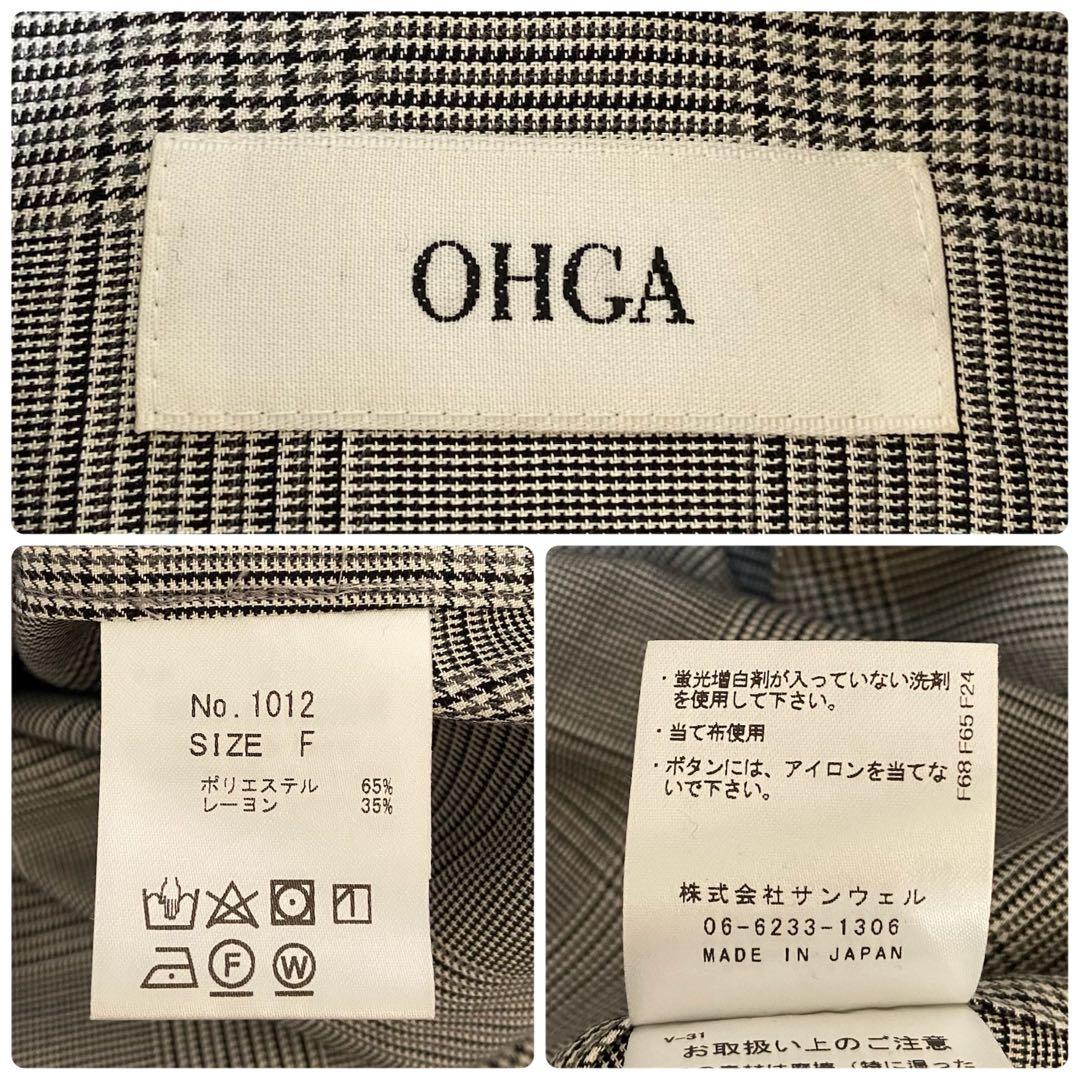 OHGA
No. 1012
SIZE F
ポリエステル 65%
レーヨン 35%
F
W
・蛍光増白剤が入っていない洗剤
を使用して下さい。
・当て布使用
・ボタンには、アイロンを当てな
いで下さい。
F68 F65 F24
株式会社サンウェル
06-6233-1306
MADE IN JAPAN
V-31
お取扱い上のご注意